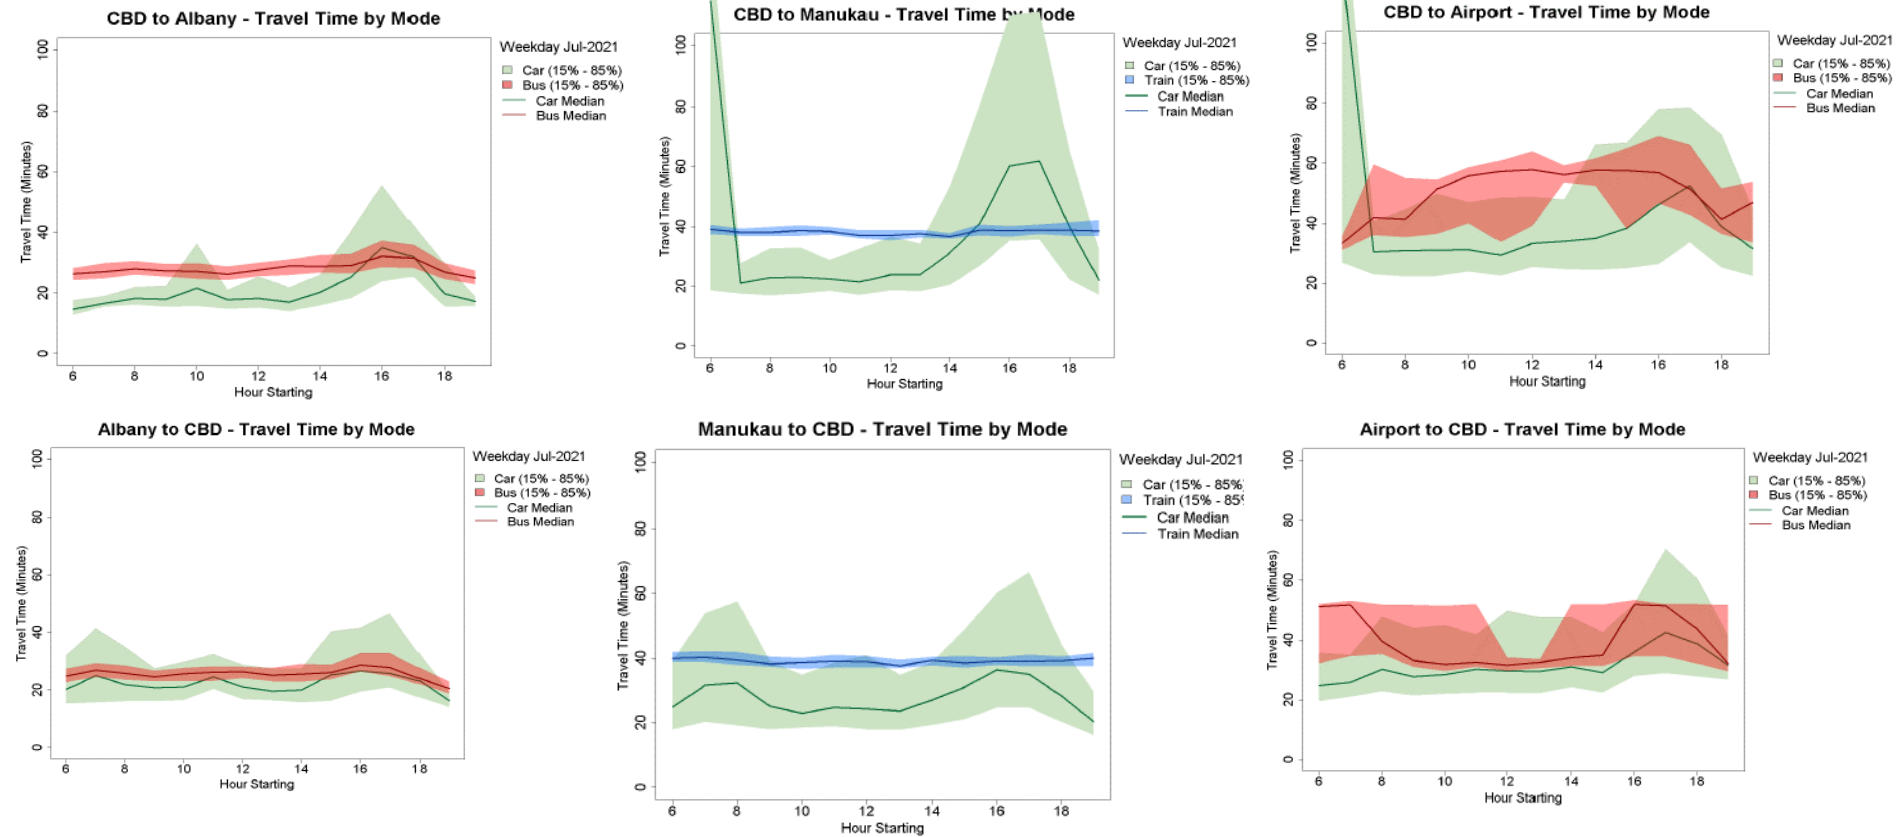 CBD to Albany - Travel Time by Mode
Weekday Jul-2021
Car (15% - 85%)
Bus (15% - 85%)
Car Median
Bus Median
Travel Time (Minutes)
100
80
60
40
20
0
6 8 10 12 14 16 18
Hour Starting
CBD to Manukau - Travel Time by Mode
Weekday Jul-2021
Car (15% - 85%)
Train (15% - 85%)
Car Median
Train Median
Travel Time (Minutes)
100
80
60
40
20
0
6 8 10 12 14 16 18
Hour Starting
CBD to Airport - Travel Time by Mode
Weekday Jul-2021
Car (15% - 85%)
Bus (15% - 85%)
Car Median
Bus Median
Travel Time (Minutes)
100
80
60
40
20
0
6 8 10 12 14 16 18
Hour Starting
Albany to CBD - Travel Time by Mode
Weekday Jul-2021
Car (15% - 85%)
Bus (15% - 85%)
Car Median
Bus Median
Travel Time (Minutes)
100
80
60
40
20
0
6 8 10 12 14 16 18
Hour Starting
Manukau to CBD - Travel Time by Mode
Weekday Jul-2021
Car (15% - 85%
Train (15% - 85%
Car Median
Train Median
Travel Time (Minutes)
100
80
60
40
20
0
6 8 10 12 14 16 18
Hour Starting
Airport to CBD - Travel Time by Mode
Weekday Jul-2021
Car (15% - 85%)
Bus (15% - 85%)
Car Median
Bus Median
Travel Time (Minutes)
100
80
60
40
20
0
6 8 10 12 14 16 18
Hour Starting